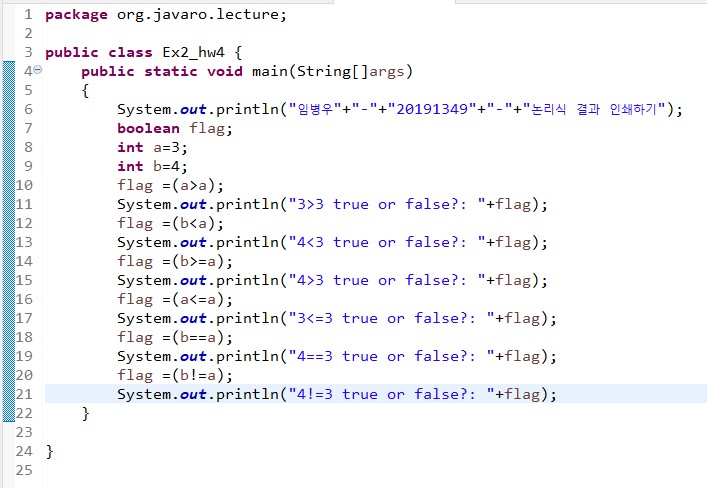 1 package org.javaro.lecture;
2
3 public class Ex2_hw4 {
4 public static void main(String[]args)
5 {
6 System.out.println("임병우"+"-"+"20191349"+"-"+"논리식 결과 인쇄하기");
7 boolean flag;
8 int a=3;
9 int b=4;
10 flag =(a>a);
11 System.out.println("3>3 true or false?: "+flag);
12 flag =(b<a);
13 System.out.println("4<3 true or false?: "+flag);
14 flag =(b>=a);
15 System.out.println("4>3 true or false?: "+flag);
16 flag =(a<=a);
17 System.out.println("3<=3 true or false?: "+flag);
18 flag =(b==a);
19 System.out.println("4==3 true or false?: "+flag);
20 flag =(b!=a);
21 System.out.println("4!=3 true or false?: "+flag);
22 }
23
24 }
25